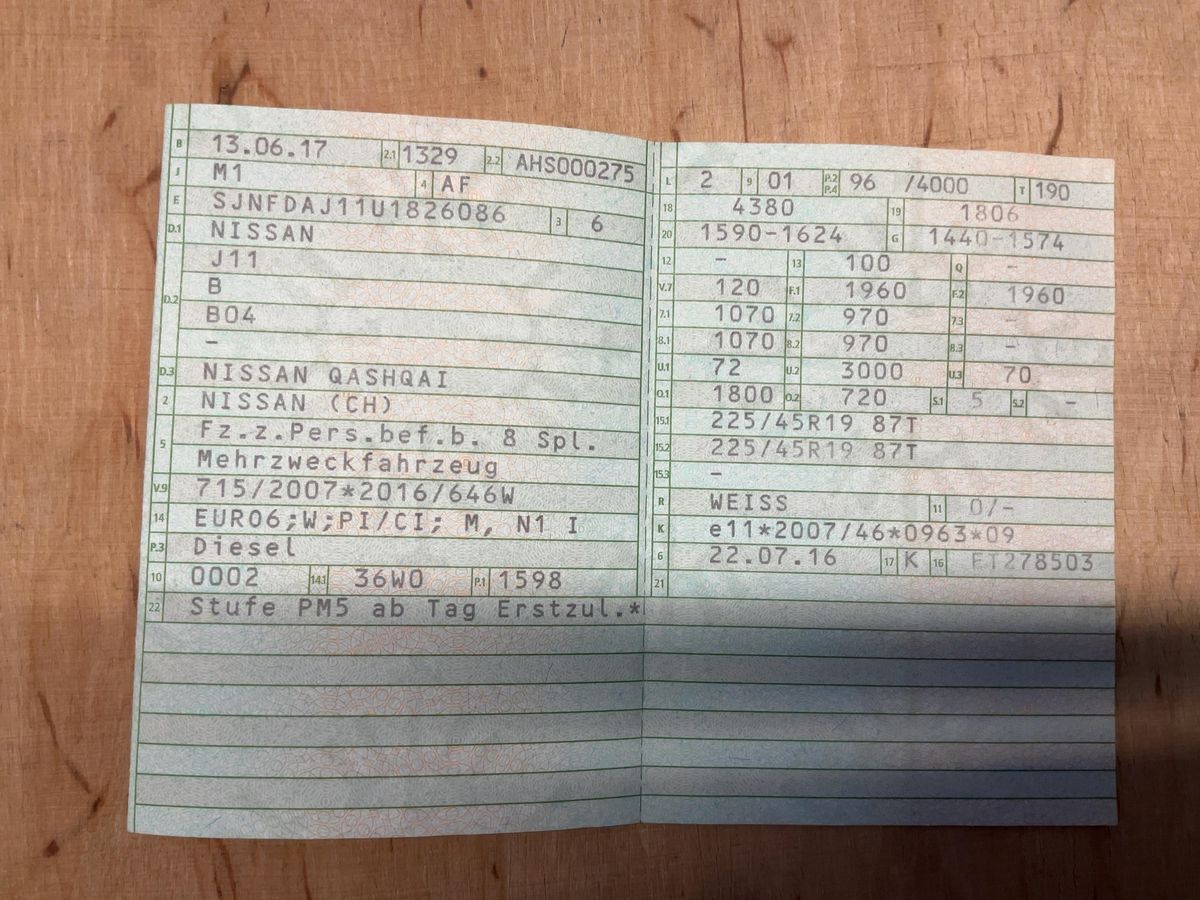 B 13.06.17 2.1 1329 2.2 AHS000275
J M1 4 AF
E SJNFDAJ11U1826086 3 6
D.1 NISSAN
J11
D.2 B
B04
-
D.3 NISSAN QASHQAI
2 NISSAN (CH)
5 Fz.z.Pers.bef.b. 8 Spl.
Mehrzweckfahrzeug
V.9 715/2007*2016/646W
14 EURO6;W;PI/CI; M, N1 I
P.3 Diesel
10 0002 14.1 36W0 P.1 1598
22 Stufe PM5 ab Tag Erstzul.*
L 2 9 01 P.2 P.4 96 /4000 T 190
18 4380 19 1806
20 1590-1624 G 1440-1574
12 - 13 100 Q -
V.7 120 F.1 1960 F.2 1960
7.1 1070 7.2 970 7.3 -
8.1 1070 8.2 970 8.3 -
U.1 72 U.2 3000 U.3 70
O.1 1800 O.2 720 S.1 5 S.2 -
15.1 225/45R19 87T
15.2 225/45R19 87T
15.3 -
R WEISS 11 0/-
K e11*2007/46*0963*09
6 22.07.16 17 K 16 ET278503
21